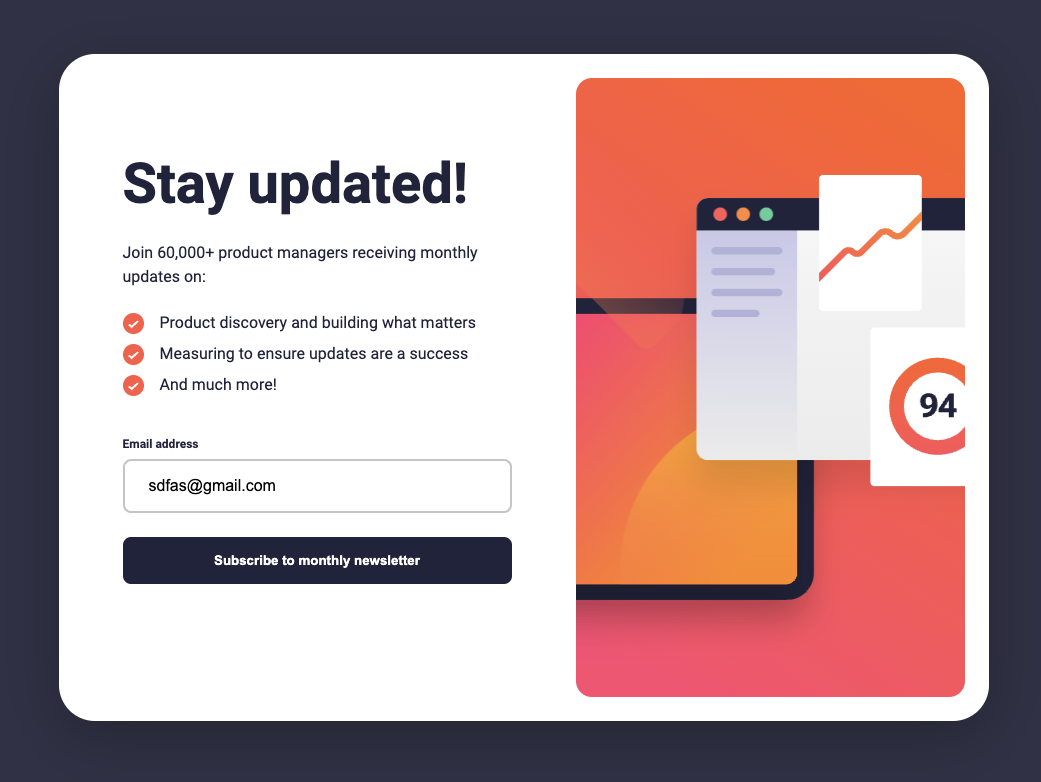 Stay updated!
Join 60,000+ product managers receiving monthly
updates on:
Product discovery and building what matters
Measuring to ensure updates are a success
And much more!
Email address
sdfas@gmail.com
Subscribe to monthly newsletter
94